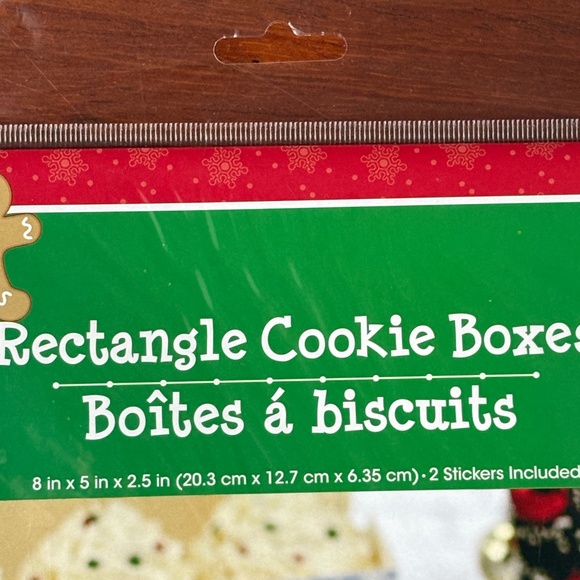 Rectangle Cookie Boxes
Boîtes á biscuits
8 in x 5 in x 2.5 in (20.3 cm x 12.7 cm x 6.35 cm) • 2 Stickers Included